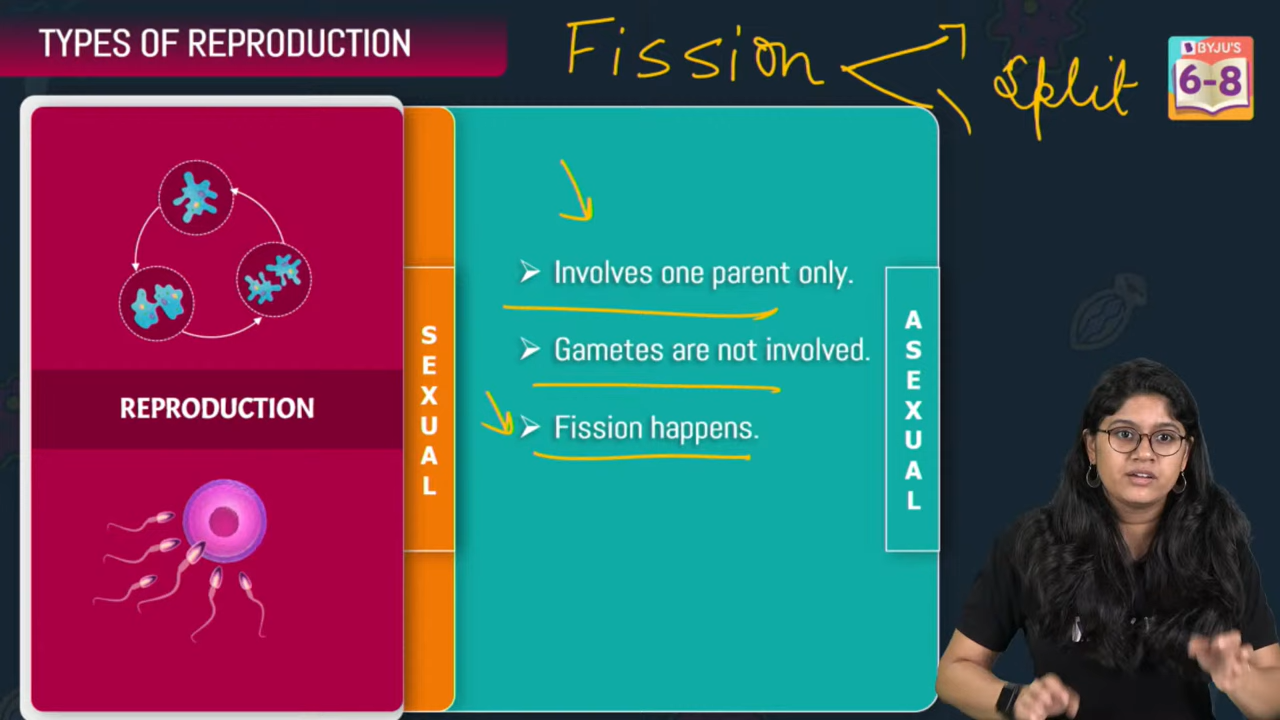 TYPES OF REPRODUCTION
Fission
Split
BYJU'S
6-8
REPRODUCTION
SEXUAL
Involves one parent only.
Gametes are not involved.
Fission happens.
ASEXUAL